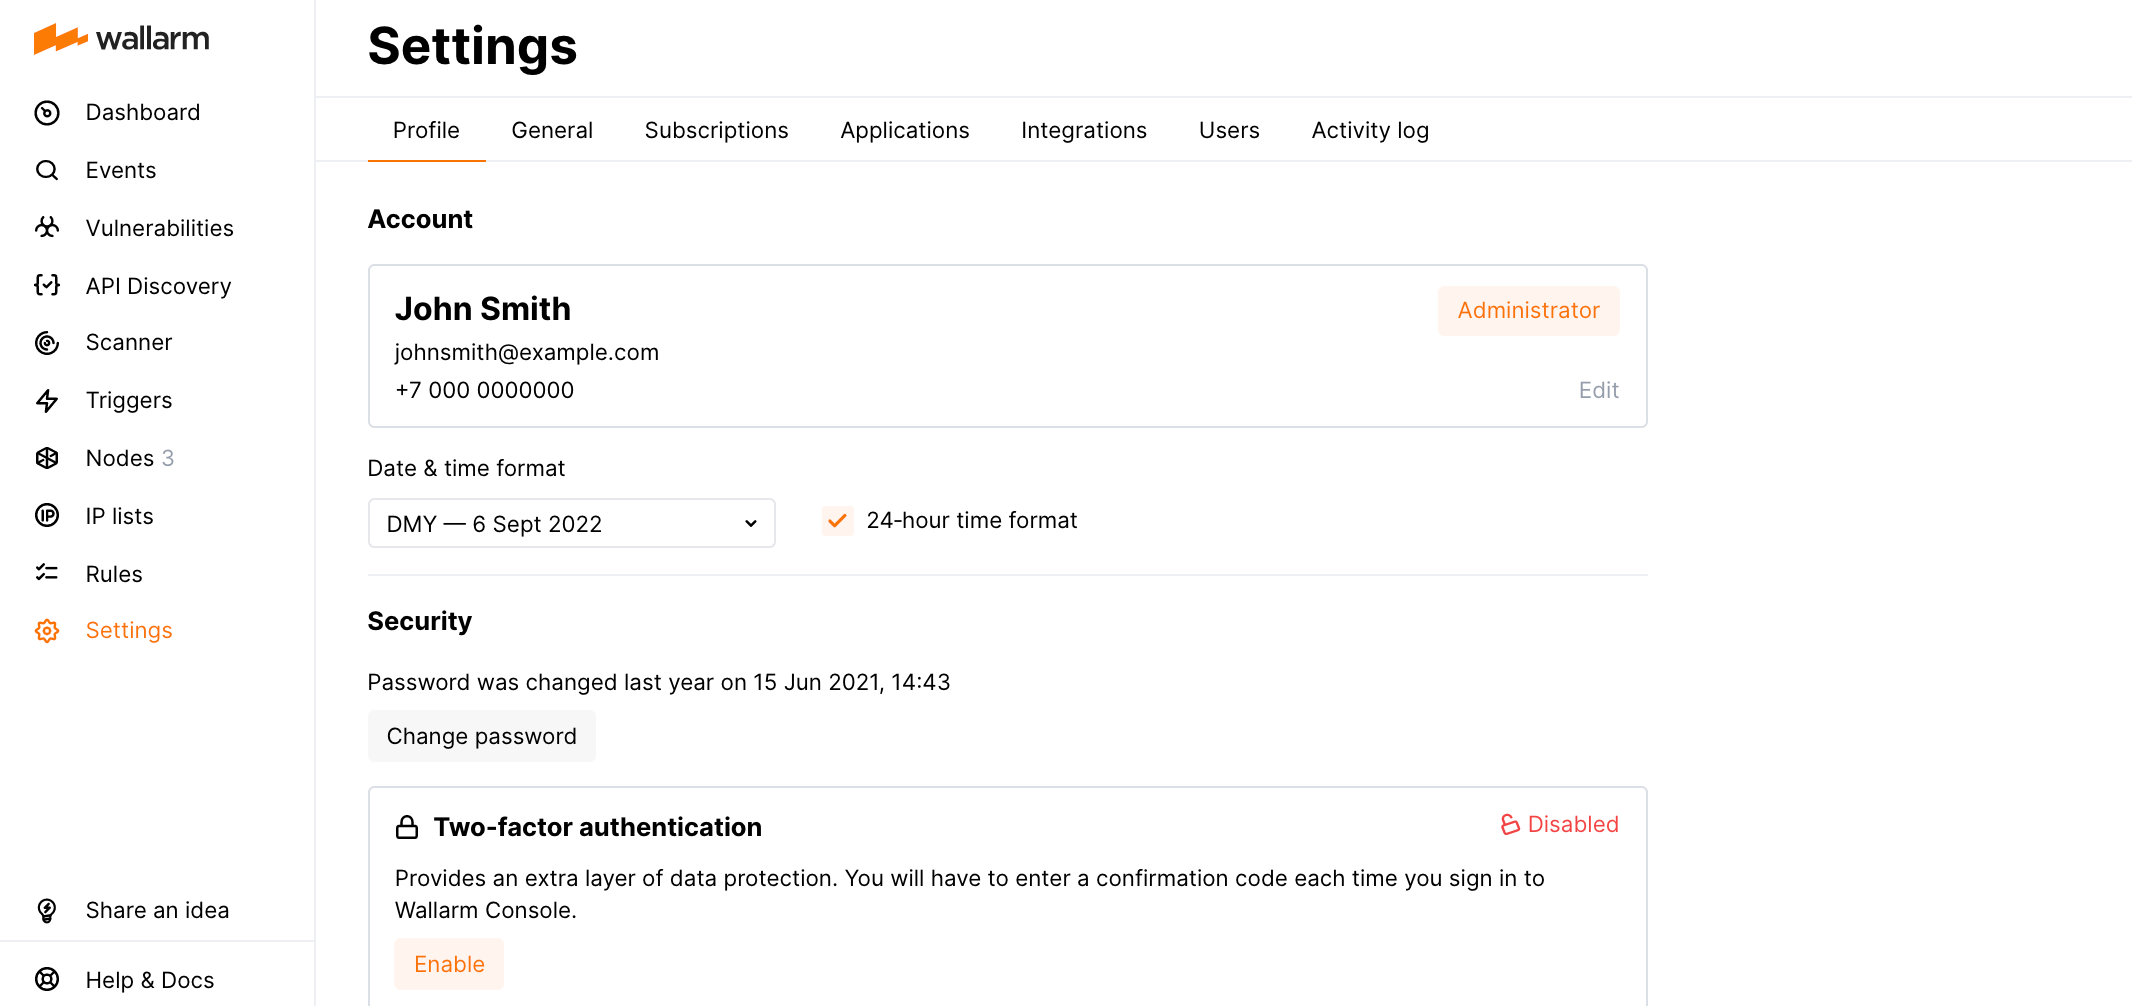 wallarm
Dashboard
Events
Vulnerabilities
API Discovery
Scanner
Triggers
Nodes 3
IP lists
Rules
Settings
Share an idea
Help & Docs
Settings
Profile General Subscriptions Applications Integrations Users Activity log
Account
John Smith
Administrator
johnsmith@example.com
+7 000 0000000
Edit
Date & time format
DMY — 6 Sept 2022
24-hour time format
Security
Password was changed last year on 15 Jun 2021, 14:43
Change password
Two-factor authentication
Disabled
Provides an extra layer of data protection. You will have to enter a confirmation code each time you sign in to
Wallarm Console.
Enable